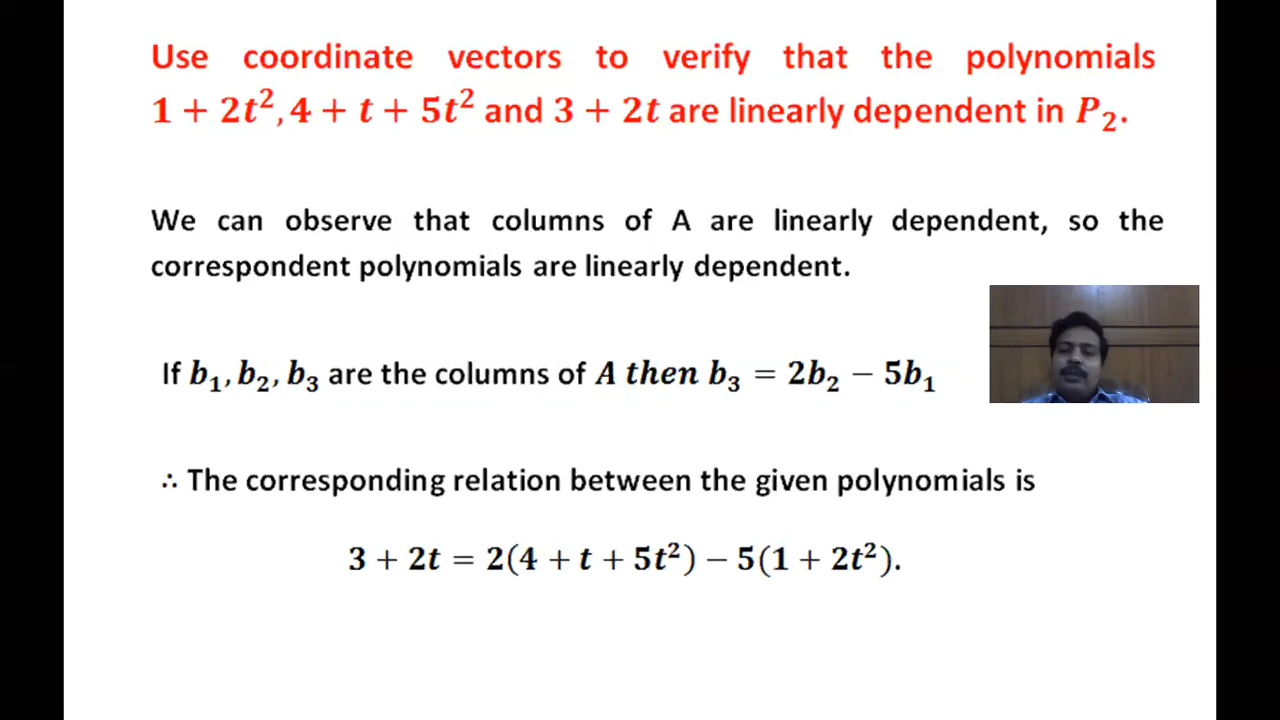 Use coordinate vectors to verify that the polynomials
1 + 2t², 4 + t + 5t² and 3 + 2t are linearly dependent in P₂.
We can observe that columns of A are linearly dependent, so the
correspondent polynomials are linearly dependent.
If b₁, b₂, b₃ are the columns of A then b₃ = 2b₂ − 5b₁
∴ The corresponding relation between the given polynomials is
3 + 2t = 2(4 + t + 5t²) − 5(1 + 2t²).